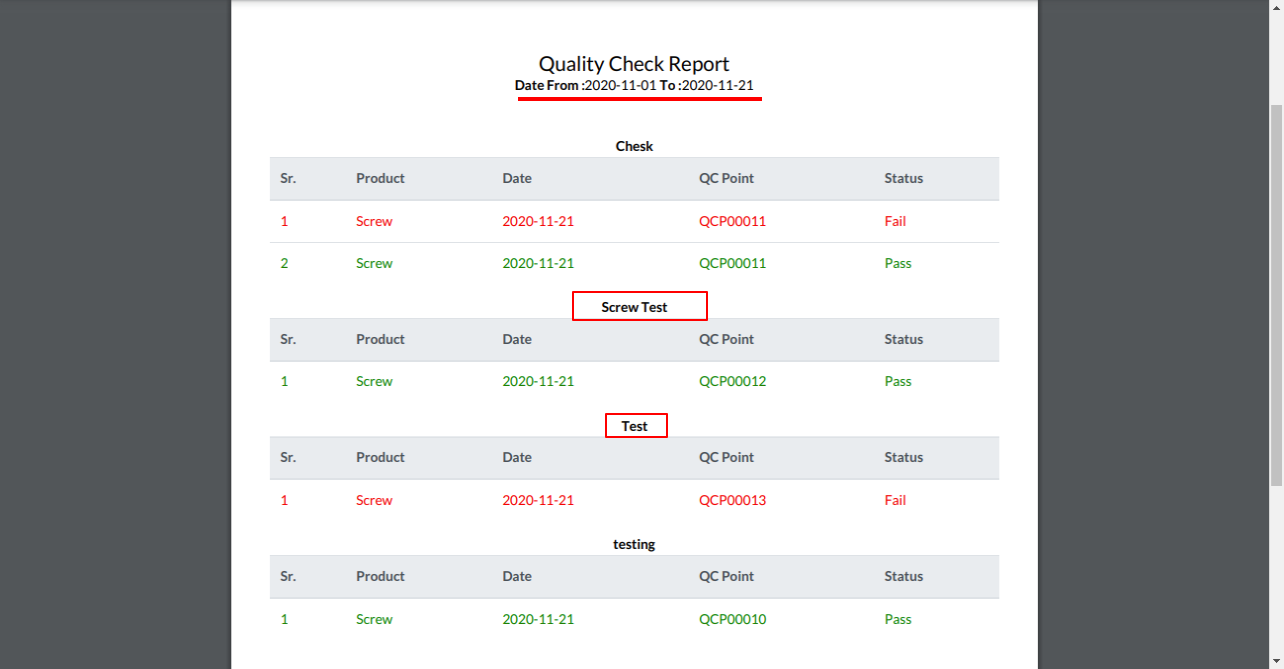 Quality Check Report
Date From :2020-11-01 To :2020-11-21
Chesk
Sr. Product Date QC Point Status
1 Screw 2020-11-21 QCP00011 Fail
2 Screw 2020-11-21 QCP00011 Pass
Screw Test
Sr. Product Date QC Point Status
1 Screw 2020-11-21 QCP00012 Pass
Test
Sr. Product Date QC Point Status
1 Screw 2020-11-21 QCP00013 Fail
testing
Sr. Product Date QC Point Status
1 Screw 2020-11-21 QCP00010 Pass